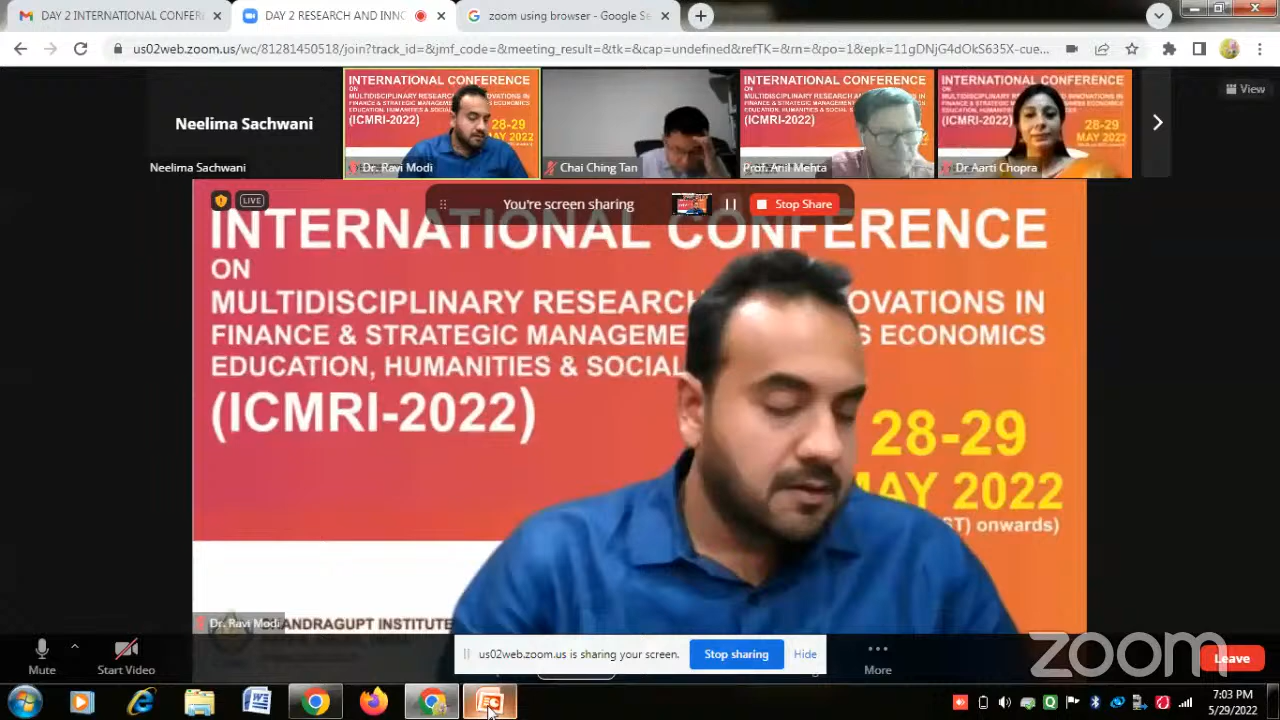 DAY 2 INTERNATIONAL CONFER
DAY 2 RESEARCH AND INNO
zoom using browser - Google Se
us02web.zoom.us/wc/81281450518/join?track_id=&jmf_code=&meeting_result=&tk=&cap=undefined&refTK=&rn=&po=1&epk=11gDNjG4dOkS635X-cue...
Neelima Sachwani
Neelima Sachwani
INTERNATIONAL CONFERENCE
ON
(ICMRI-2022)
28-29
Dr. Ravi Modi
Chai Ching Tan
INTERNATIONAL CONFERENCE
ON
(ICMRI-2022)
Prof. Anil Mehta
INTERNATIONAL CONFERENCE
ON
(ICMRI-2022)
28-29
MAY 2022
Dr Aarti Chopra
View
LIVE
You're screen sharing
Stop Share
INTERNATIONAL CONFERENCE
ON
MULTIDISCIPLINARY RESEARCH OVATIONS IN
FINANCE & STRATEGIC MANAGEME S ECONOMICS
EDUCATION, HUMANITIES & SOCIAL
(ICMRI-2022)
28-29
MAY 2022
ST) onwards)
Dr. Ravi Modi
ANDRAGUPT INSTITUTE
Mute
Start Video
us02web.zoom.us is sharing your screen.
Stop sharing
Hide
More
zoom
Leave
7:03 PM
5/29/2022